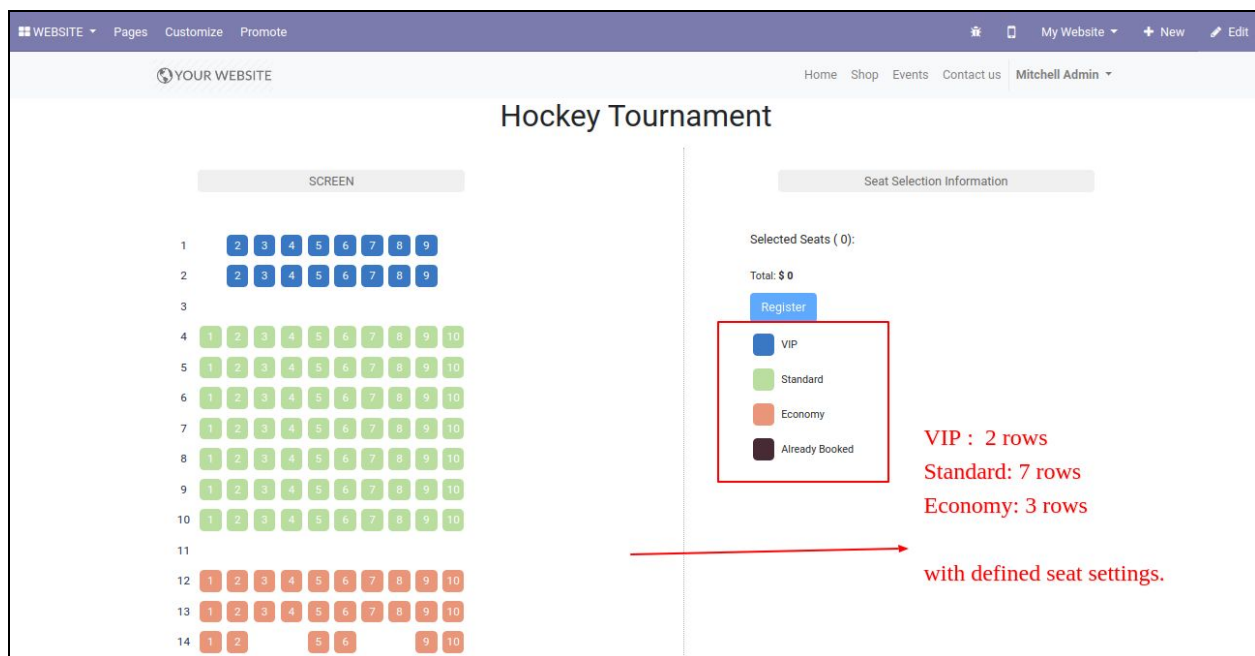 WEBSITE Pages Customize Promote My Website + New Edit
YOUR WEBSITE Home Shop Events Contact us Mitchell Admin
Hockey Tournament
SCREEN
1 2 3 4 5 6 7 8 9
2 2 3 4 5 6 7 8 9
3
4 1 2 3 4 5 6 7 8 9 10
5 1 2 3 4 5 6 7 8 9 10
6 1 2 3 4 5 6 7 8 9 10
7 1 2 3 4 5 6 7 8 9 10
8 1 2 3 4 5 6 7 8 9 10
9 1 2 3 4 5 6 7 8 9 10
10 1 2 3 4 5 6 7 8 9 10
11
12 1 2 3 4 5 6 7 8 9 10
13 1 2 3 4 5 6 7 8 9 10
14 1 2 5 6 9 10
Seat Selection Information
Selected Seats ( 0):
Total: $ 0
Register
VIP
Standard
Economy
Already Booked
VIP : 2 rows
Standard: 7 rows
Economy: 3 rows
with defined seat settings.